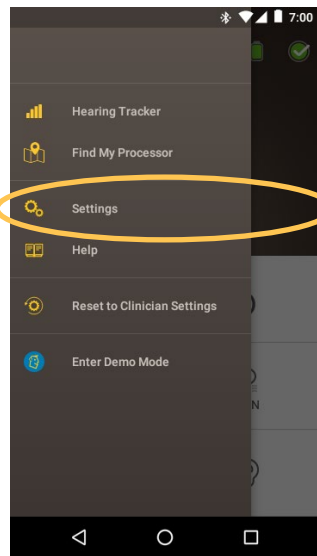 7:00
Hearing Tracker
Find My Processor
Settings
Help
Reset to Clinician Settings
Enter Demo Mode
N